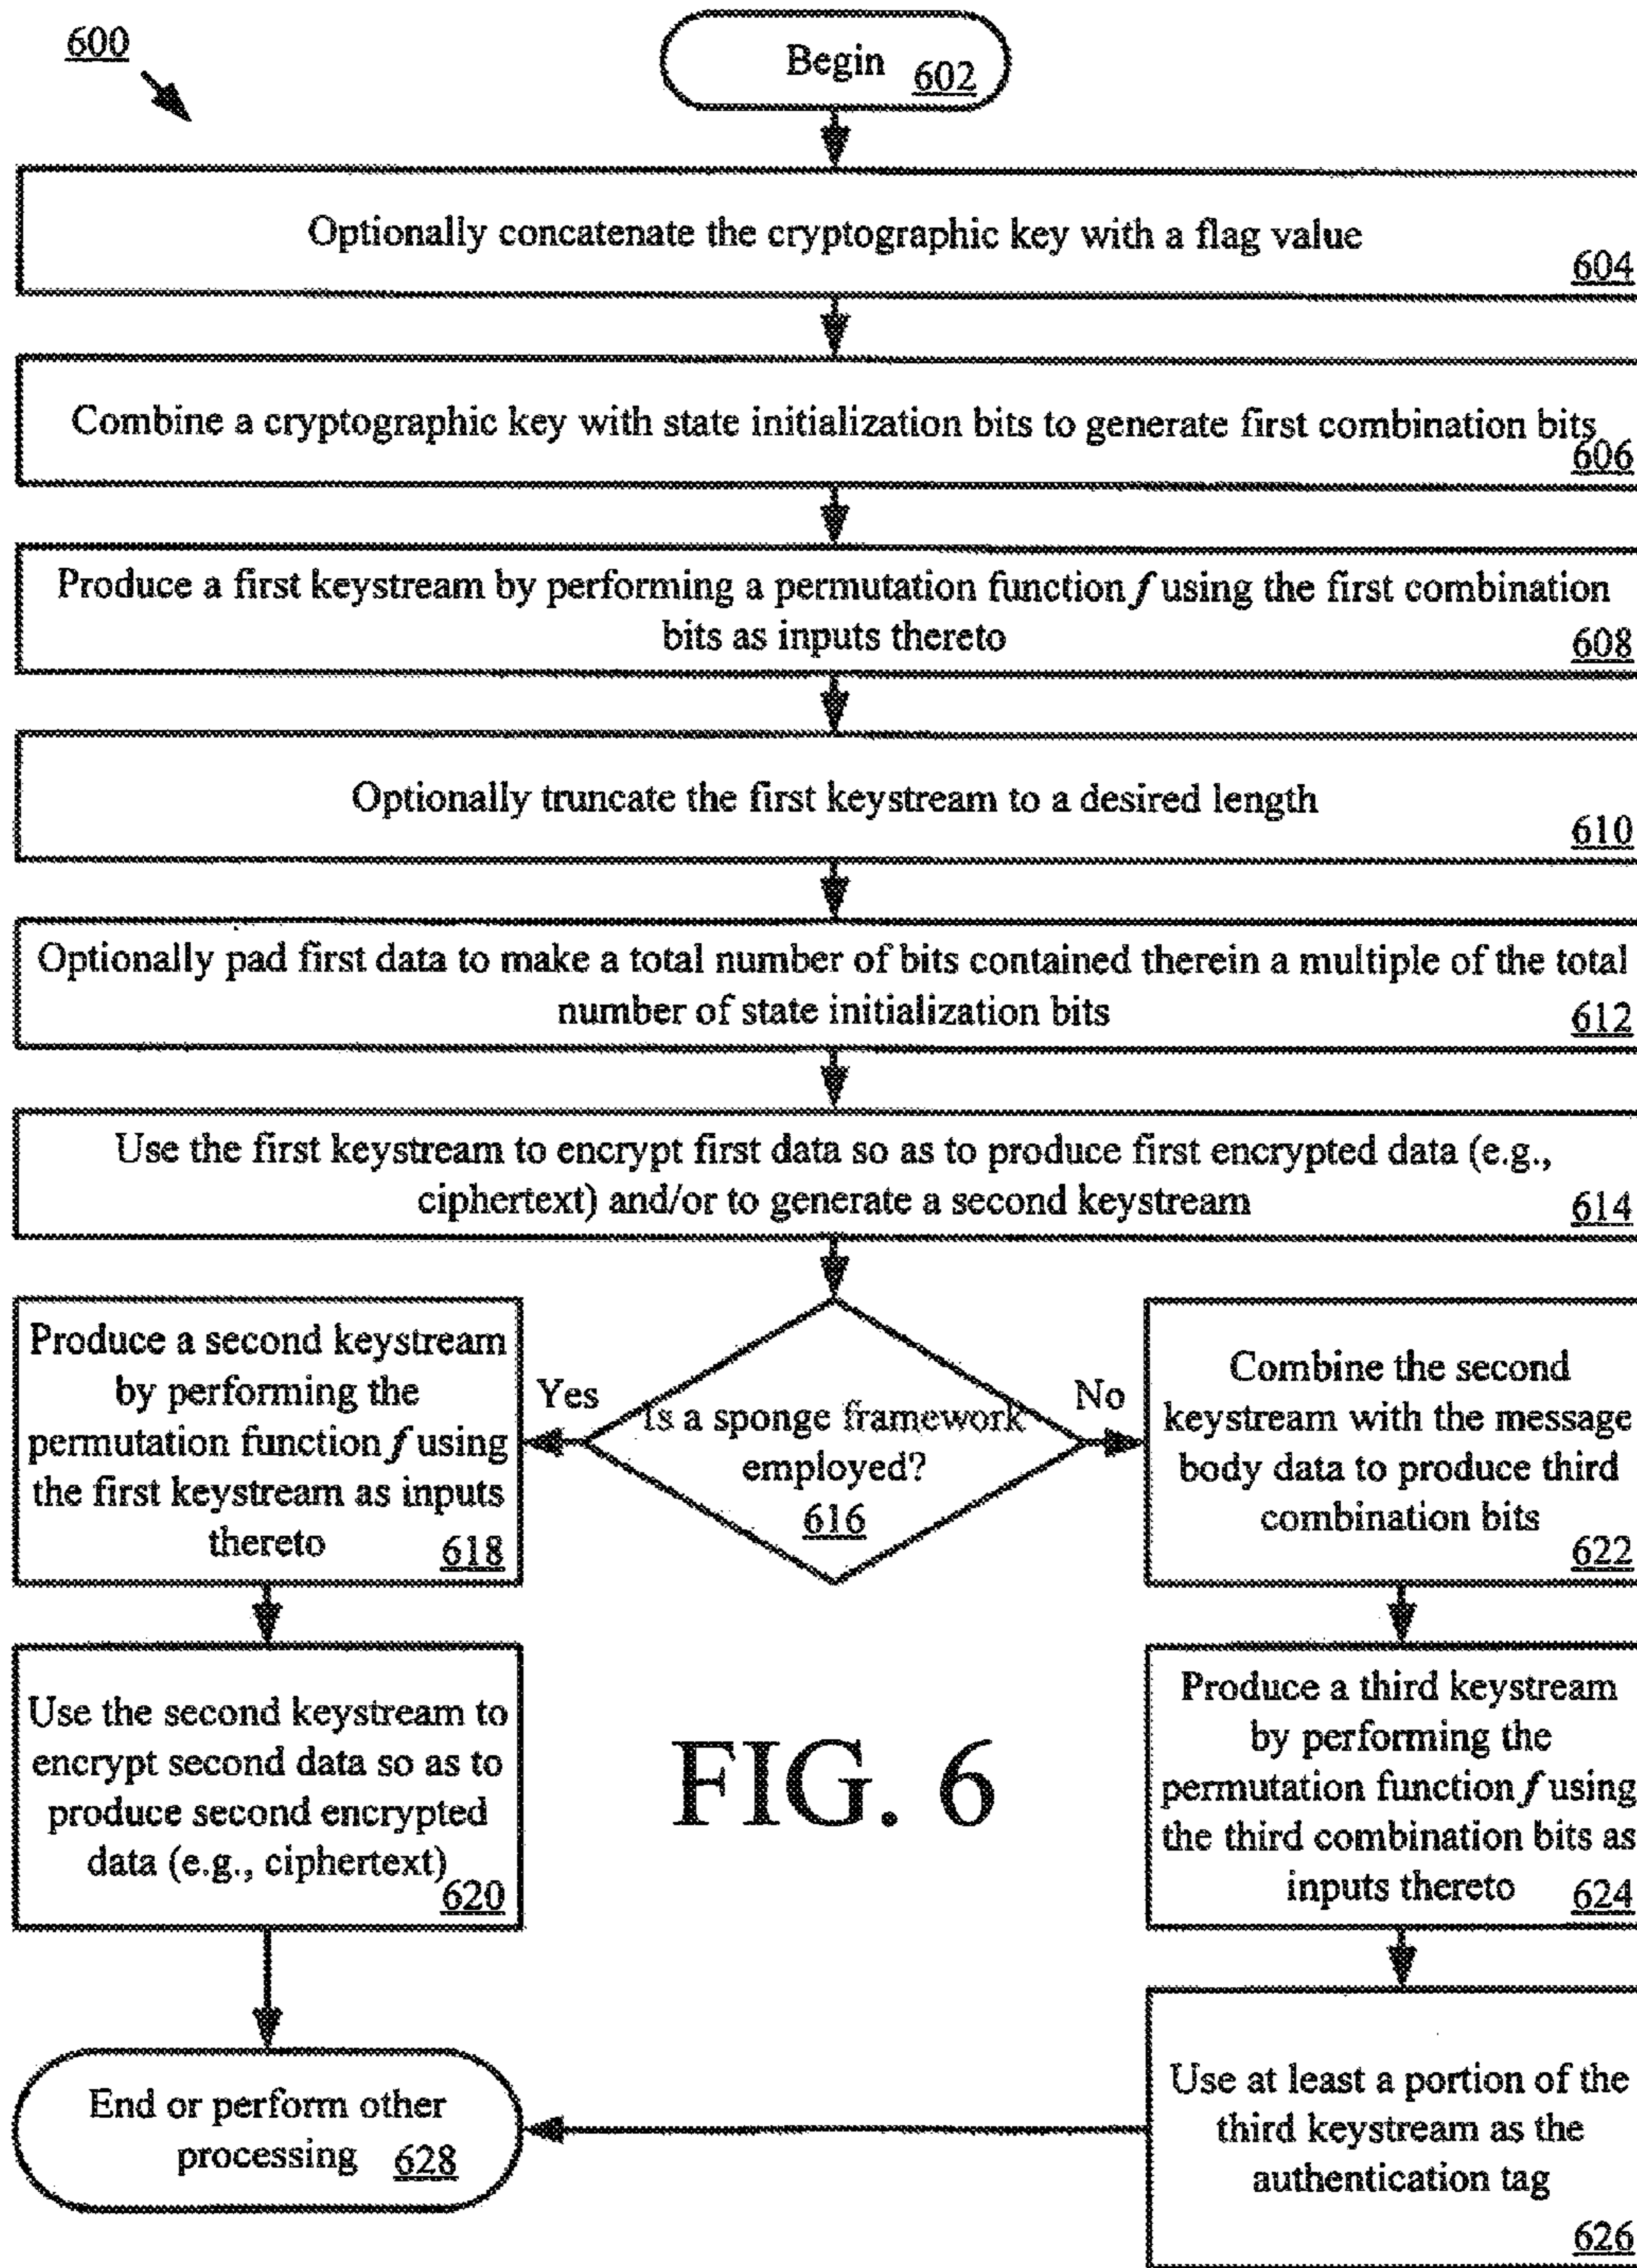 600
Begin 602
Optionally concatenate the cryptographic key with a flag value
604
Combine a cryptographic key with state initialization bits to generate first combination bits
606
Produce a first keystream by performing a permutation function f using the first combination
bits as inputs thereto
608
Optionally truncate the first keystream to a desired length
610
Optionally pad first data to make a total number of bits contained therein a multiple of the total
number of state initialization bits
612
Use the first keystream to encrypt first data so as to produce first encrypted data (e.g.,
ciphertext) and/or to generate a second keystream
614
Is a sponge framework
employed?
616
Yes
No
Produce a second keystream
by performing the
permutation function f using
the first keystream as inputs
thereto
618
Use the second keystream to
encrypt second data so as to
produce second encrypted
data (e.g., ciphertext)
620
Combine the second
keystream with the message
body data to produce third
combination bits
622
Produce a third keystream
by performing the
permutation function f using
the third combination bits as
inputs thereto
624
Use at least a portion of the
third keystream as the
authentication tag
626
End or perform other
processing 628
FIG. 6